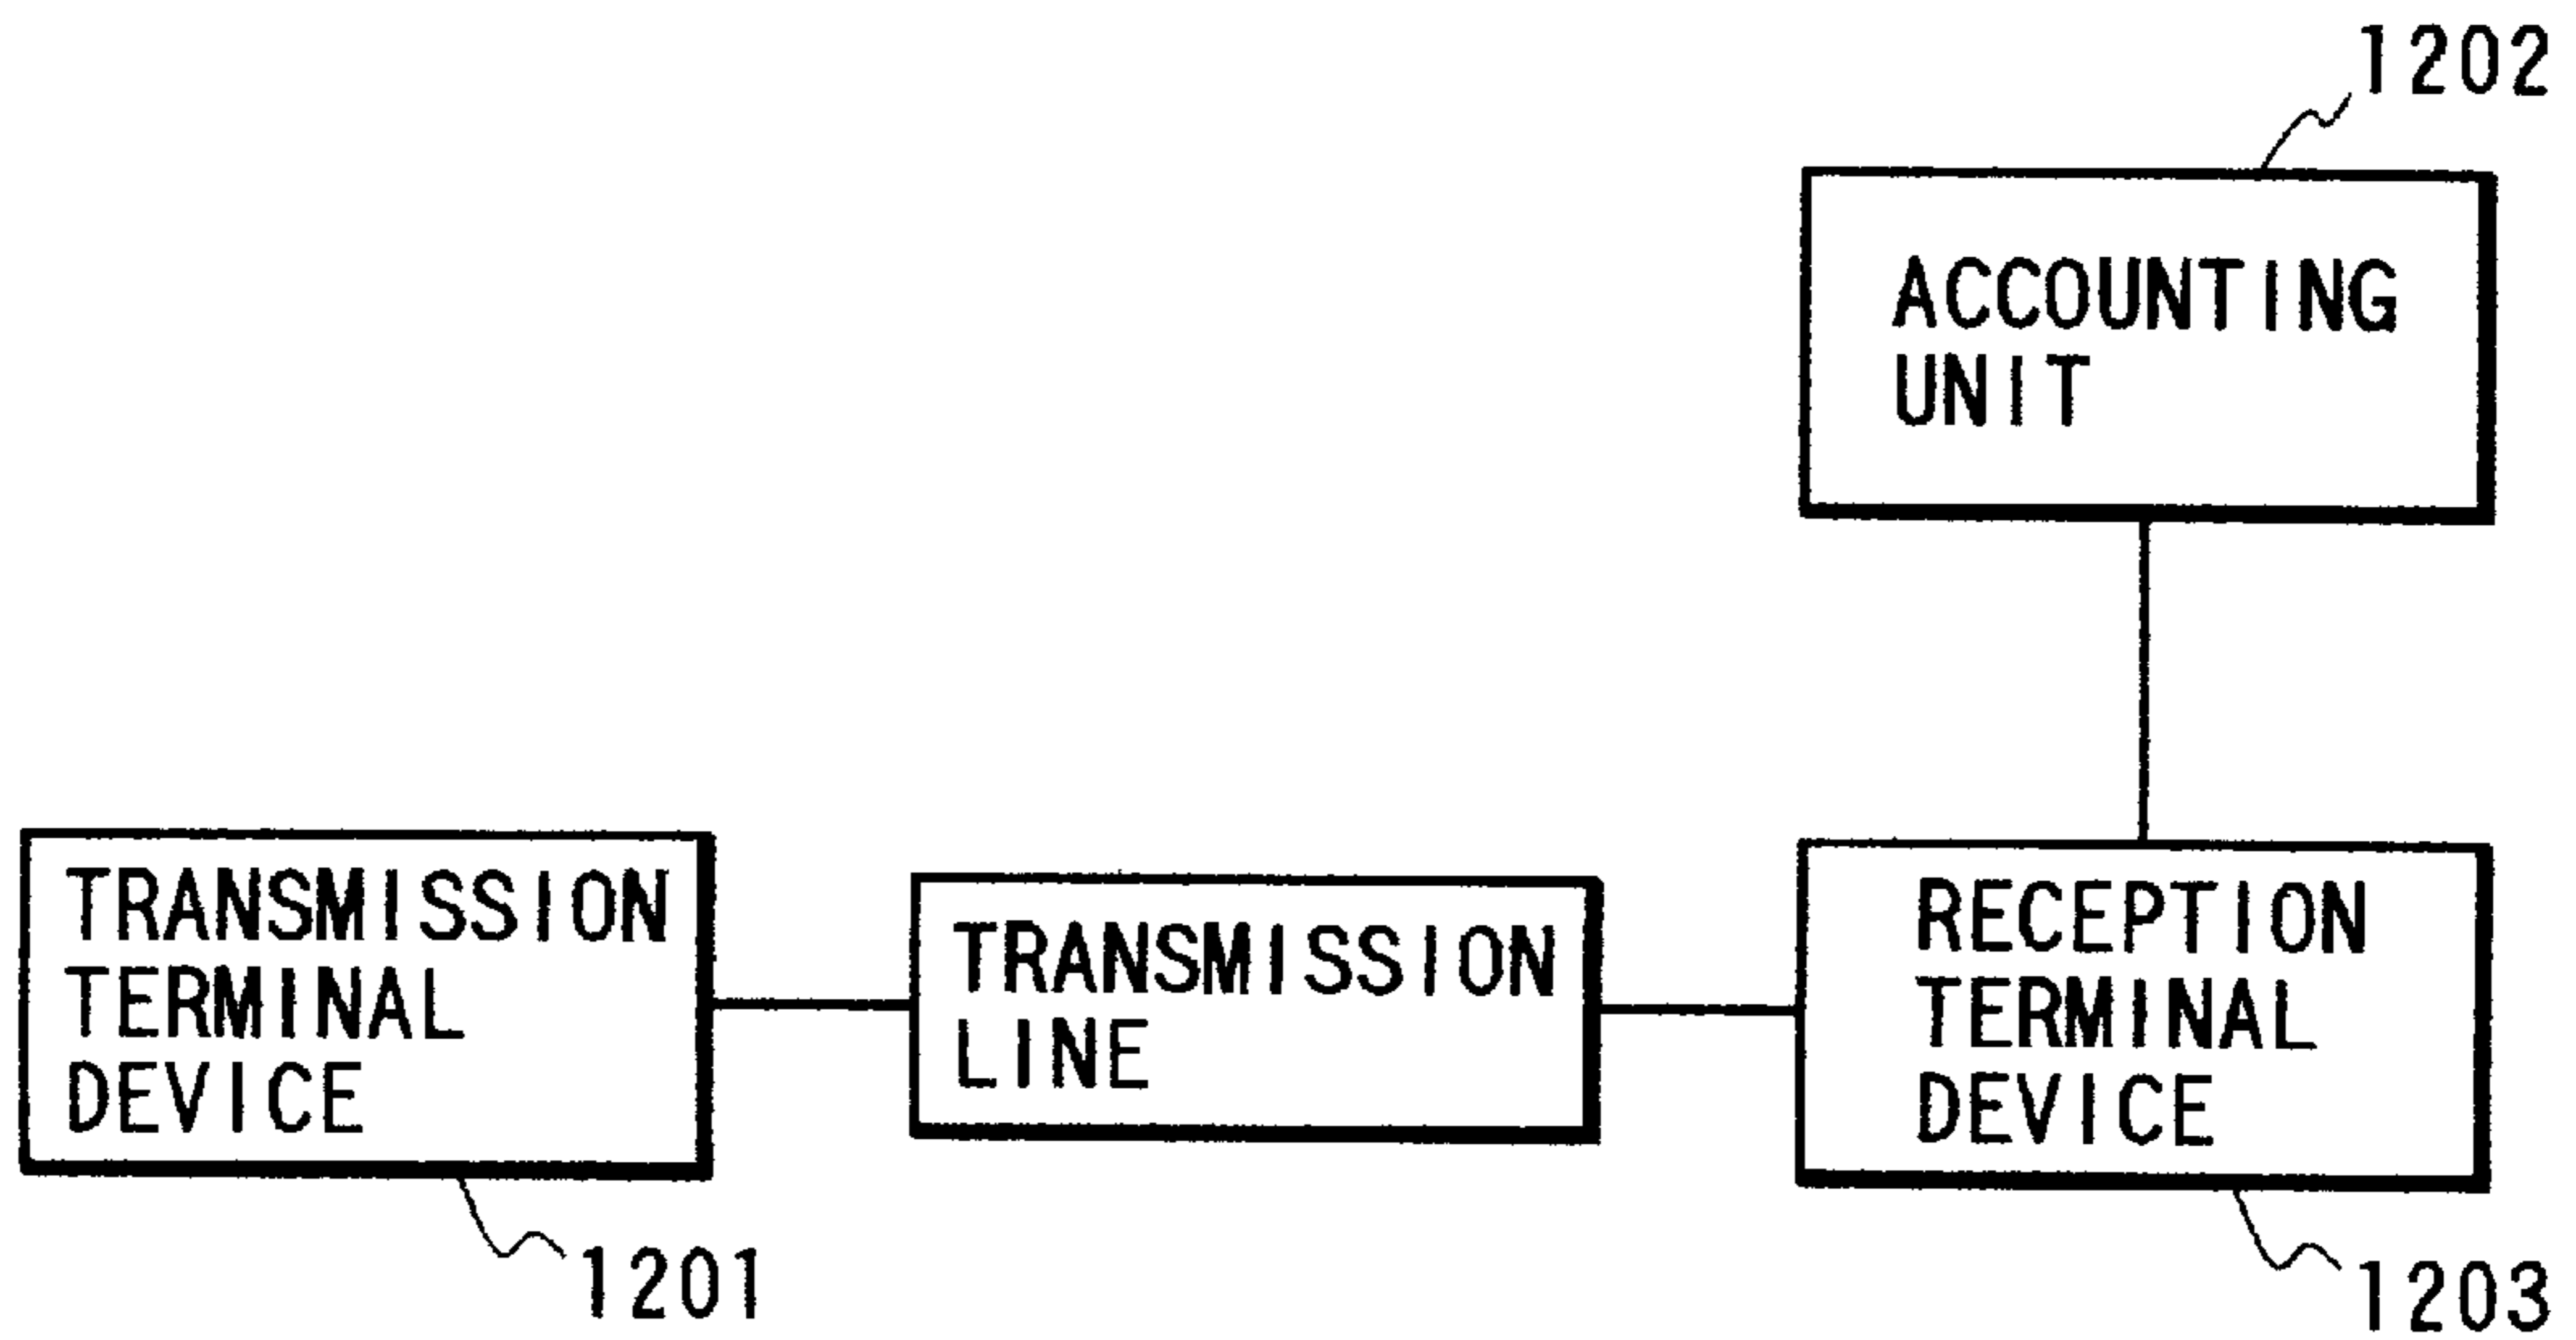 1202
ACCOUNTING
UNIT
TRANSMISSION
TERMINAL
DEVICE
TRANSMISSION
LINE
RECEPTION
TERMINAL
DEVICE
1201
1203